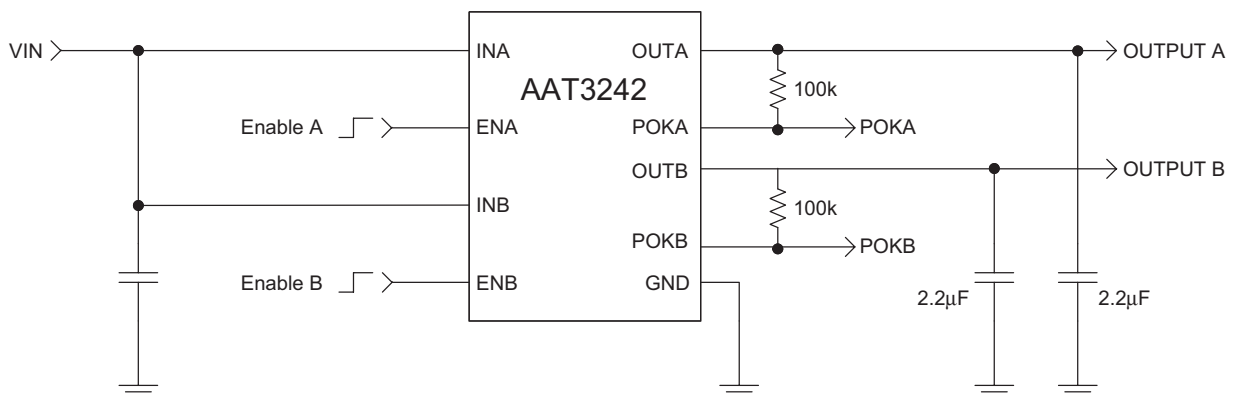 VIN
INA
OUTA
OUTPUT A
AAT3242
100k
Enable A
ENA
POKA
POKA
OUTB
OUTPUT B
INB
100k
POKB
POKB
Enable B
ENB
GND
2.2μF
2.2μF